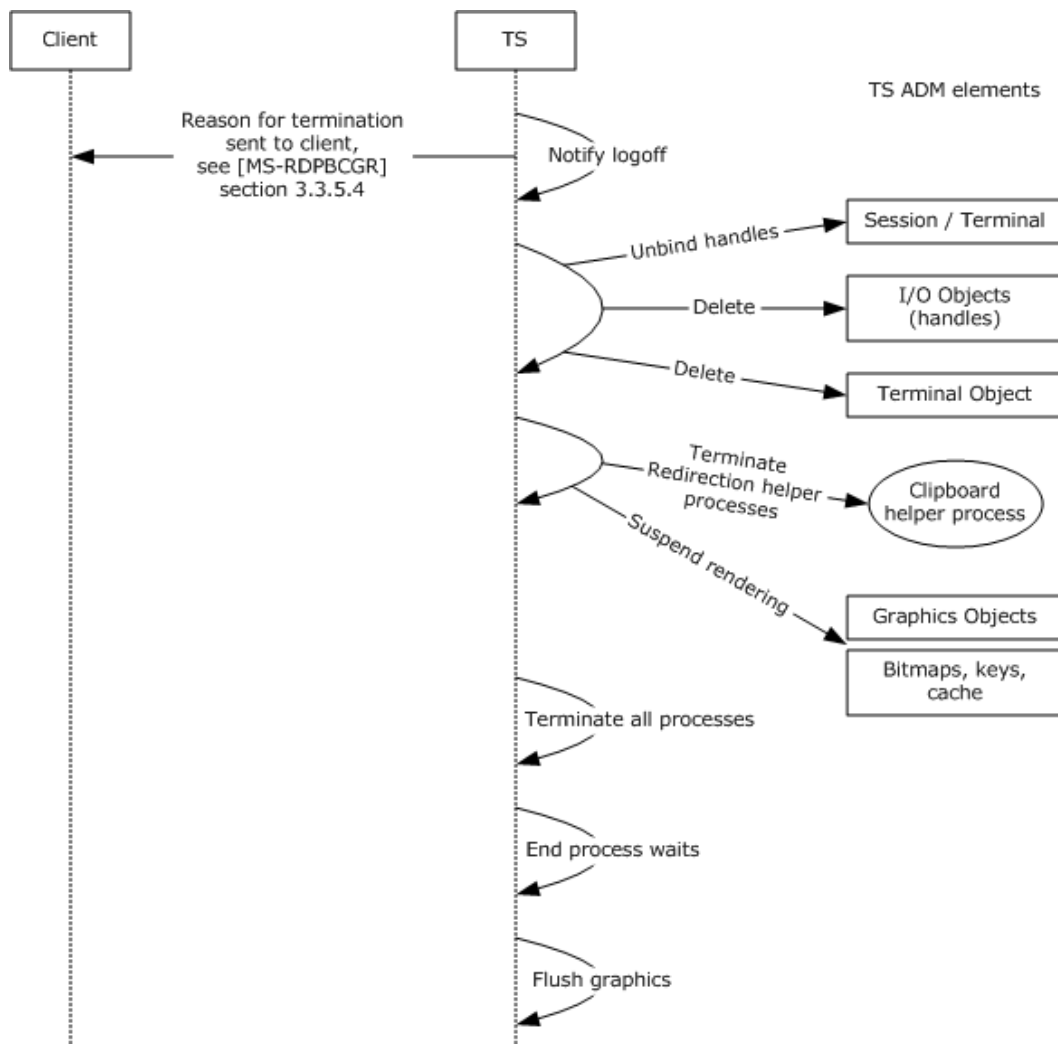 Client
TS
TS ADM elements
Reason for termination
sent to client,
see [MS-RDPBCGR]
section 3.3.5.4
Notify logoff
Unbind handles
Session / Terminal
Delete
I/O Objects
(handles)
Delete
Terminal Object
Terminate
Redirection helper
processes
Clipboard
helper process
Suspend rendering
Graphics Objects
Bitmaps, keys,
cache
Terminate all processes
End process waits
Flush graphics